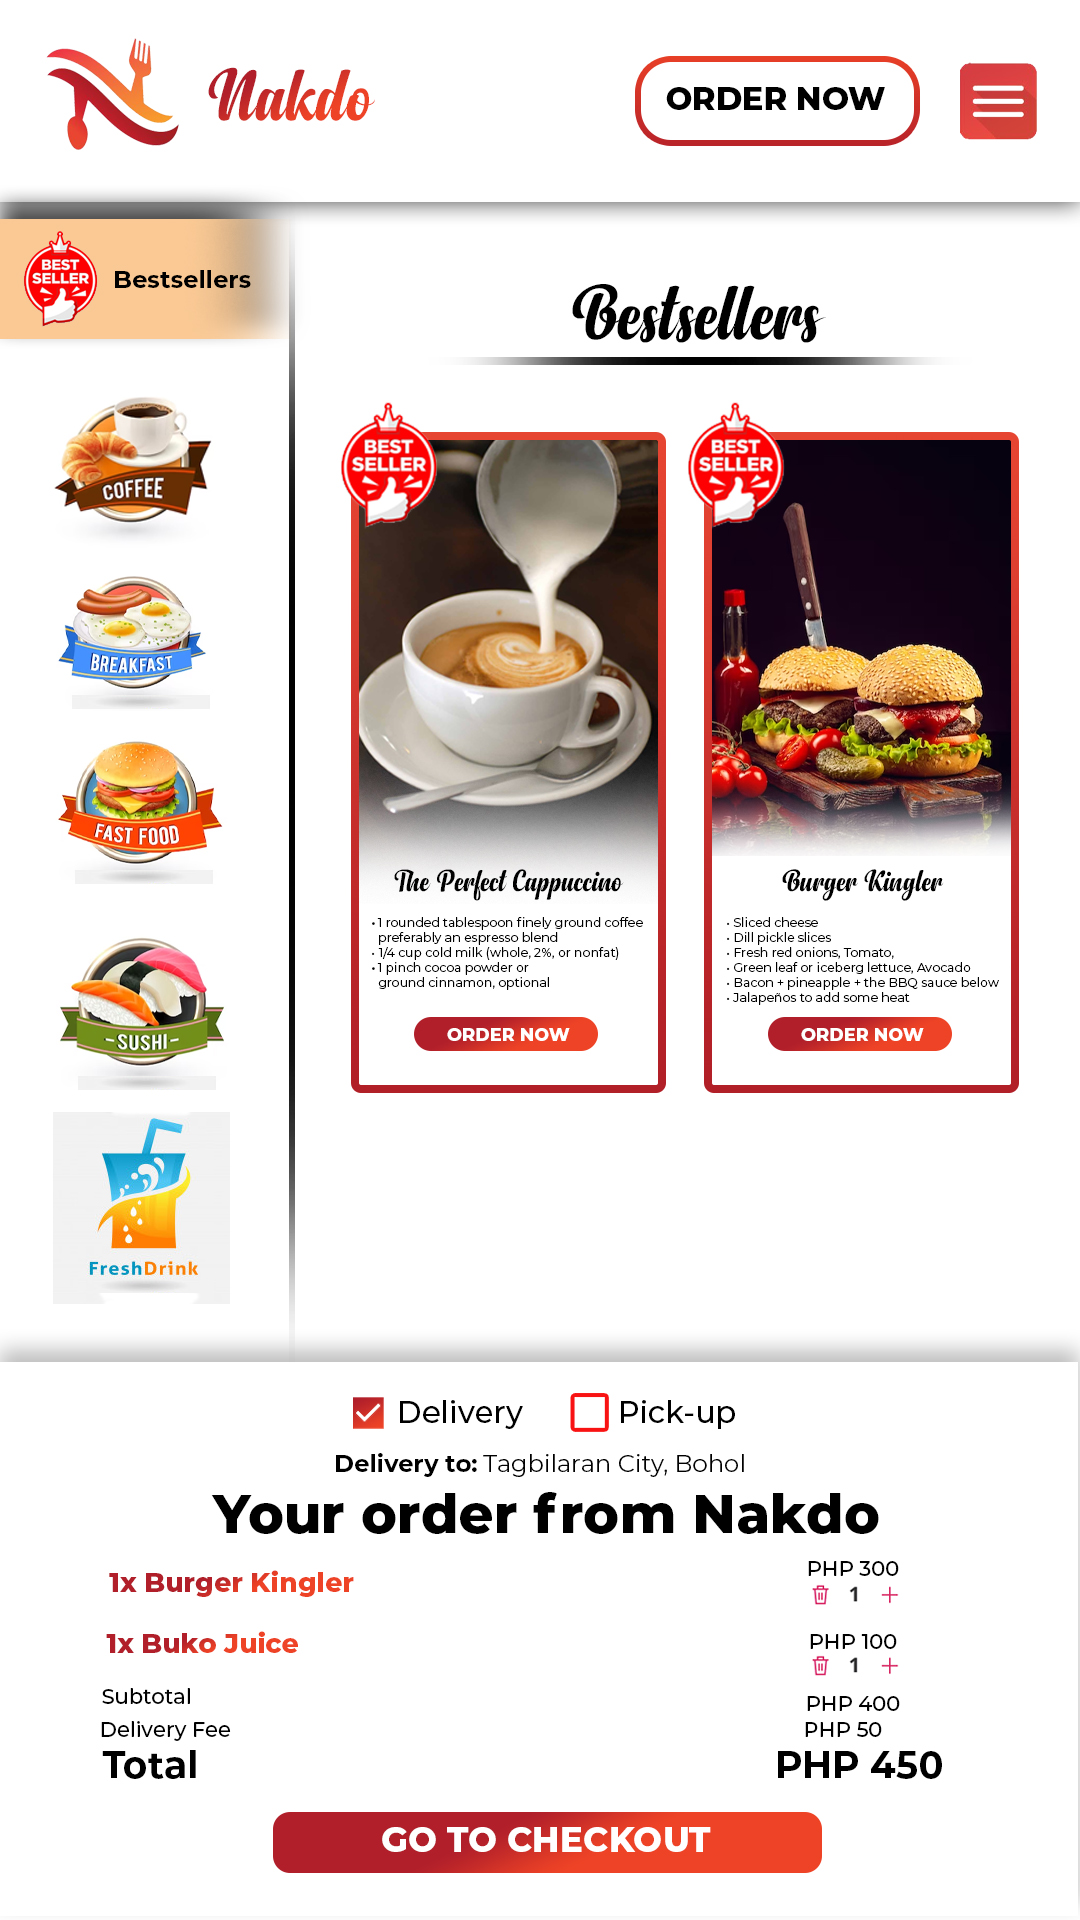 Nakdo
ORDER NOW
BEST
SELLER
Bestsellers
COFFEE
BREAKFAST
FAST FOOD
-SUSHI-
FreshDrink
Bestsellers
BEST
SELLER
The Perfect Cappuccino
• 1 rounded tablespoon finely ground coffee
preferably an espresso blend
• 1/4 cup cold milk (whole, 2%, or nonfat)
• 1 pinch cocoa powder or
ground cinnamon, optional
ORDER NOW
BEST
SELLER
Burger Kingler
• Sliced cheese
• Dill pickle slices
• Fresh red onions, Tomato,
• Green leaf or iceberg lettuce, Avocado
• Bacon + pineapple + the BBQ sauce below
• Jalapeños to add some heat
ORDER NOW
Delivery Pick-up
Delivery to: Tagbilaran City, Bohol
Your order from Nakdo
1x Burger Kingler PHP 300
1
1x Buko Juice PHP 100
1
Subtotal PHP 400
Delivery Fee PHP 50
Total PHP 450
GO TO CHECKOUT